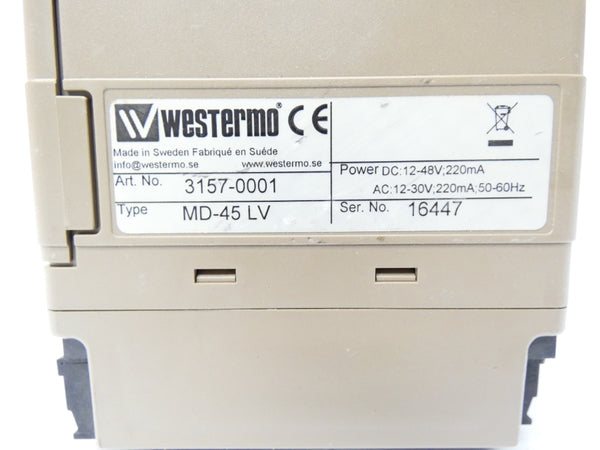 Westermo® CE
Made in Sweden Fabriqué en Suéde
info@westermo.se www.westermo.se
Art. No. 3157-0001
Type MD-45 LV
Power DC:12-48V;220mA
AC:12-30V;220mA;50-60Hz
Ser. No. 16447